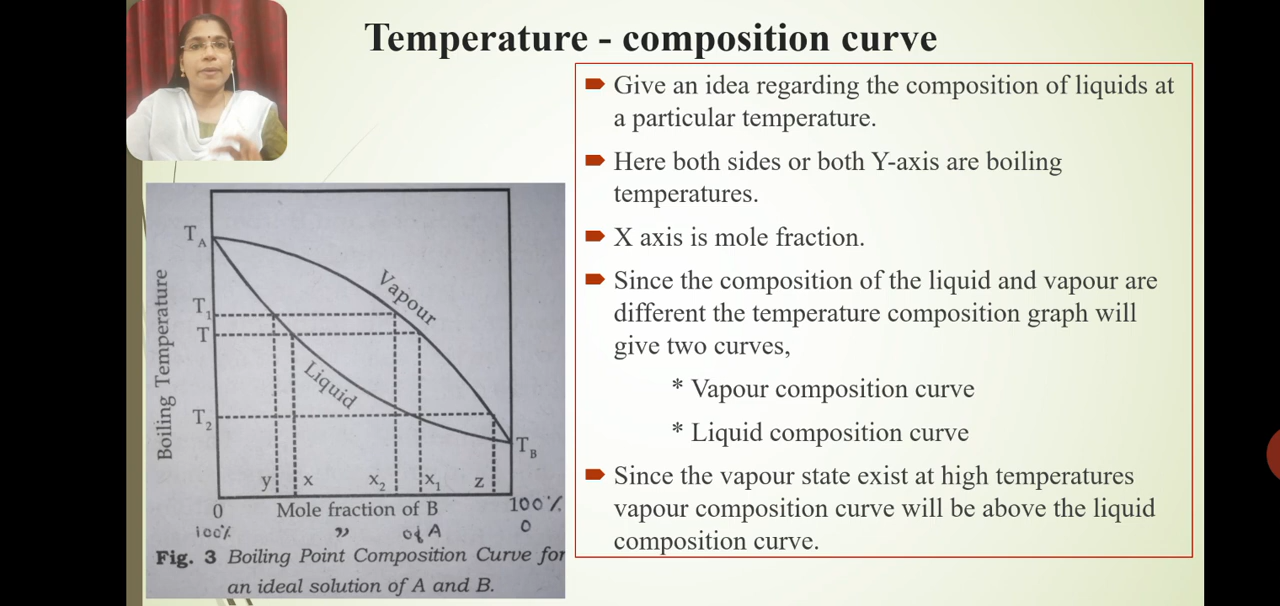 Temperature - composition curve
Give an idea regarding the composition of liquids at
a particular temperature.
Here both sides or both Y-axis are boiling
temperatures.
X axis is mole fraction.
Since the composition of the liquid and vapour are
different the temperature composition graph will
give two curves,
* Vapour composition curve
* Liquid composition curve
Since the vapour state exist at high temperatures
vapour composition curve will be above the liquid
composition curve.
T_A
Vapour
T_1
T
Liquid
T_2
T_B
Boiling Temperature
y x x_2 x_1 z
0 Mole fraction of B 100%
100% " of A 0
Fig. 3 Boiling Point Composition Curve for
an ideal solution of A and B.